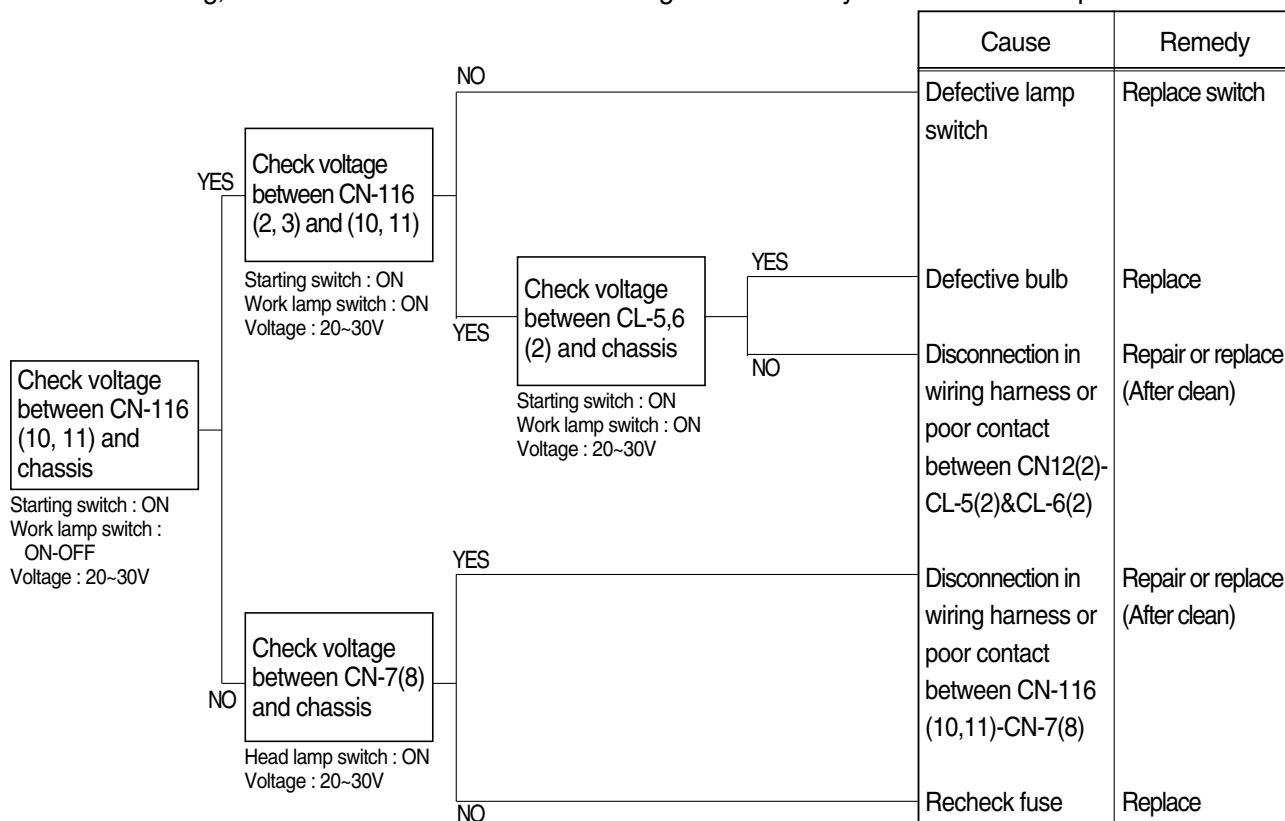 Cause
Remedy
NO
Defective lamp
switch
Replace switch
YES
Check voltage
between CN-116
(2, 3) and (10, 11)
Starting switch : ON
Work lamp switch : ON
Voltage : 20~30V
YES
Check voltage
between CL-5,6
(2) and chassis
Starting switch : ON
Work lamp switch : ON
Voltage : 20~30V
YES
Defective bulb
Replace
NO
Disconnection in
wiring harness or
poor contact
between CN12(2)-
CL-5(2)&CL-6(2)
Repair or replace
(After clean)
Check voltage
between CN-116
(10, 11) and
chassis
Starting switch : ON
Work lamp switch :
ON-OFF
Voltage : 20~30V
NO
Check voltage
between CN-7(8)
and chassis
Head lamp switch : ON
Voltage : 20~30V
YES
Disconnection in
wiring harness or
poor contact
between CN-116
(10,11)-CN-7(8)
Repair or replace
(After clean)
NO
Recheck fuse
Replace